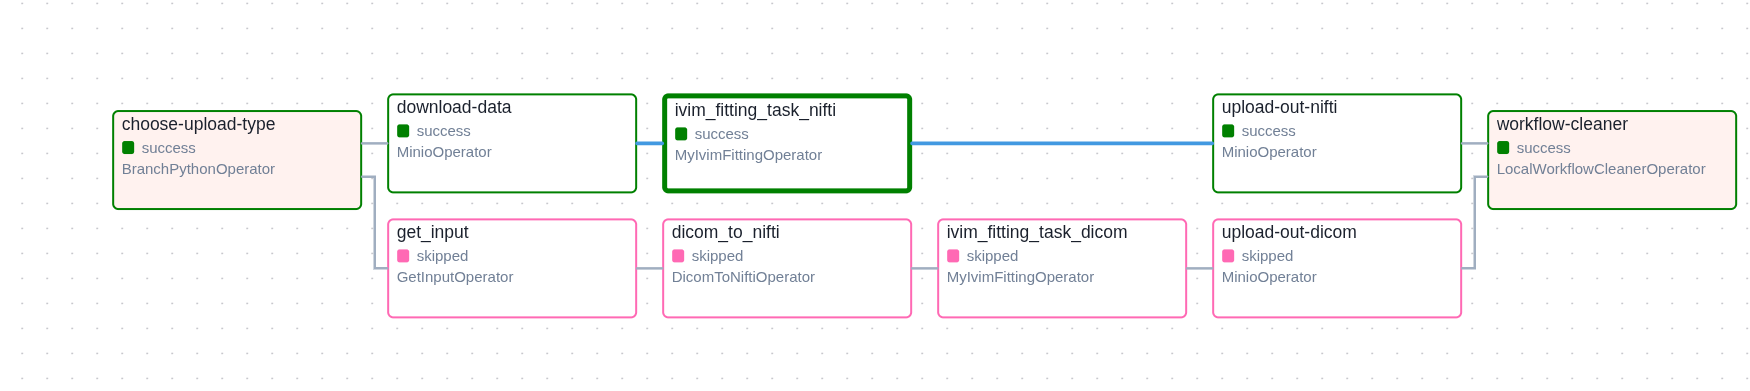 choose-upload-type
success
BranchPythonOperator
download-data
success
MinioOperator
ivim_fitting_task_nifti
success
MyIvimFittingOperator
upload-out-nifti
success
MinioOperator
workflow-cleaner
success
LocalWorkflowCleanerOperator
get_input
skipped
GetInputOperator
dicom_to_nifti
skipped
DicomToNiftiOperator
ivim_fitting_task_dicom
skipped
MyIvimFittingOperator
upload-out-dicom
skipped
MinioOperator